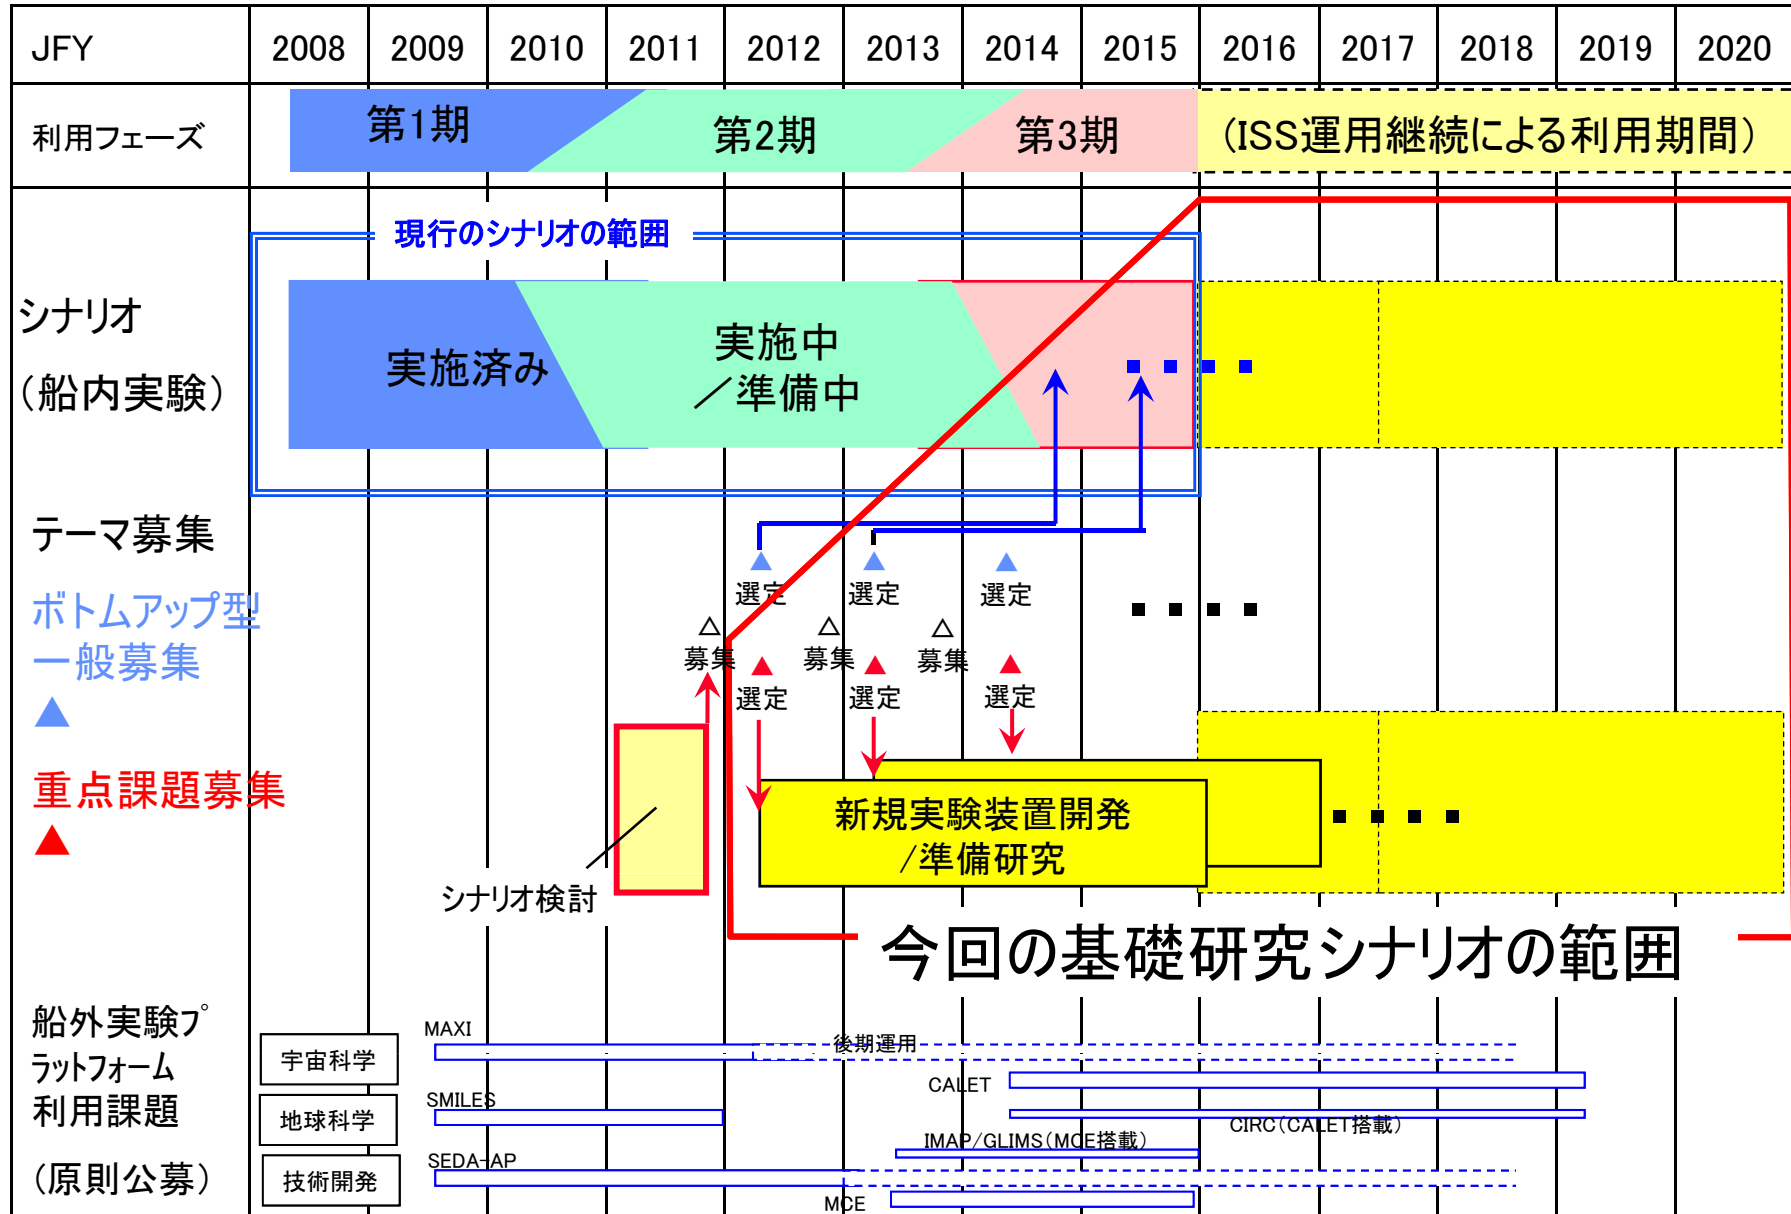 JFY 2008 2009 2010 2011 2012 2013 2014 2015 2016 2017 2018 2019 2020
利用フェーズ 第1期 第2期 第3期 (ISS運用継続による利用期間)
現行のシナリオの範囲
シナリオ
(船内実験)
実施済み
実施中
／準備中
テーマ募集
ボトムアップ型
一般募集
▲
▲ ▲ ▲
選定 選定 選定
△ △ △
募集 募集 募集
▲ ▲ ▲
選定 選定 選定
重点課題募集
▲
新規実験装置開発
/準備研究
シナリオ検討
今回の基礎研究シナリオの範囲
船外実験プ
ラットフォーム
利用課題
(原則公募)
宇宙科学
MAXI
後期運用
CALET
地球科学
SMILES
CIRC(CALET搭載)
IMAP/GLIMS(MCE搭載)
技術開発
SEDA-AP
MCE